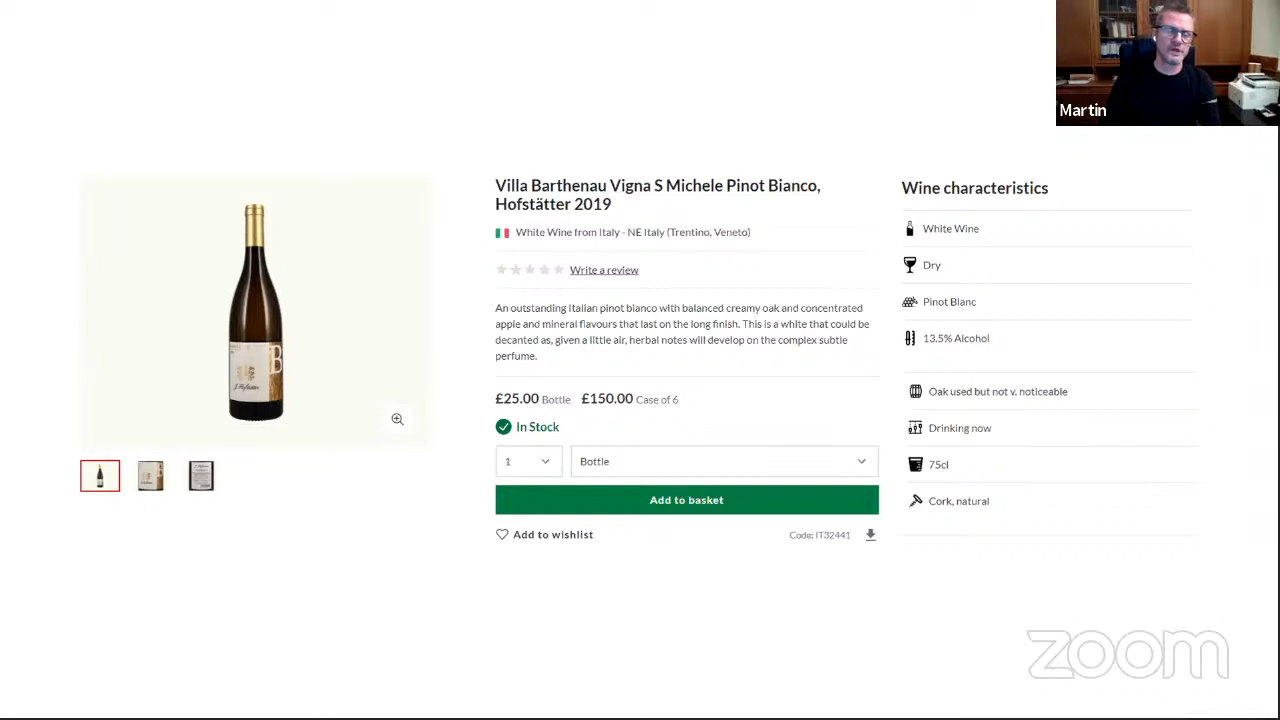 Martin
Villa Barthenau Vigna S Michele Pinot Bianco,
Hofstätter 2019
White Wine from Italy - NE Italy (Trentino, Veneto)
Write a review
An outstanding Italian pinot bianco with balanced creamy oak and concentrated
apple and mineral flavours that last on the long finish. This is a white that could be
decanted as, given a little air, herbal notes will develop on the complex subtle
perfume.
£25.00 Bottle £150.00 Case of 6
In Stock
1 Bottle
Add to basket
Add to wishlist Code: IT32441
Wine characteristics
White Wine
Dry
Pinot Blanc
13.5% Alcohol
Oak used but not v. noticeable
Drinking now
75cl
Cork, natural
B
J. Hofstätter
zoom